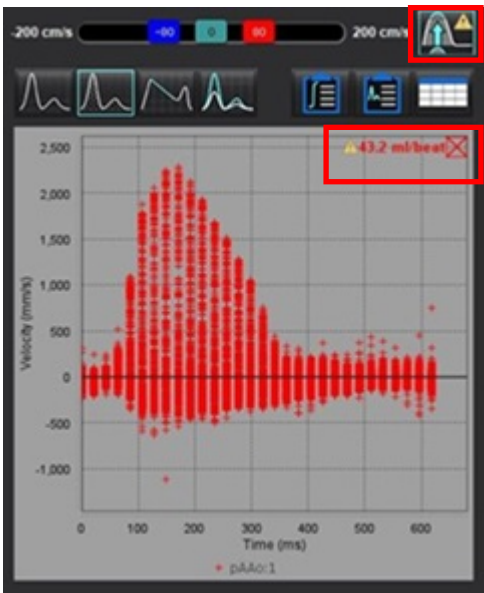 -200 cm/s -80 0 80 200 cm/s
43.2 ml/beat
2,500
2,000
1,500
1,000
500
0
-500
-1,000
Velocity (mm/s)
0 100 200 300 400 500 600
Time (ms)
pAAo:1